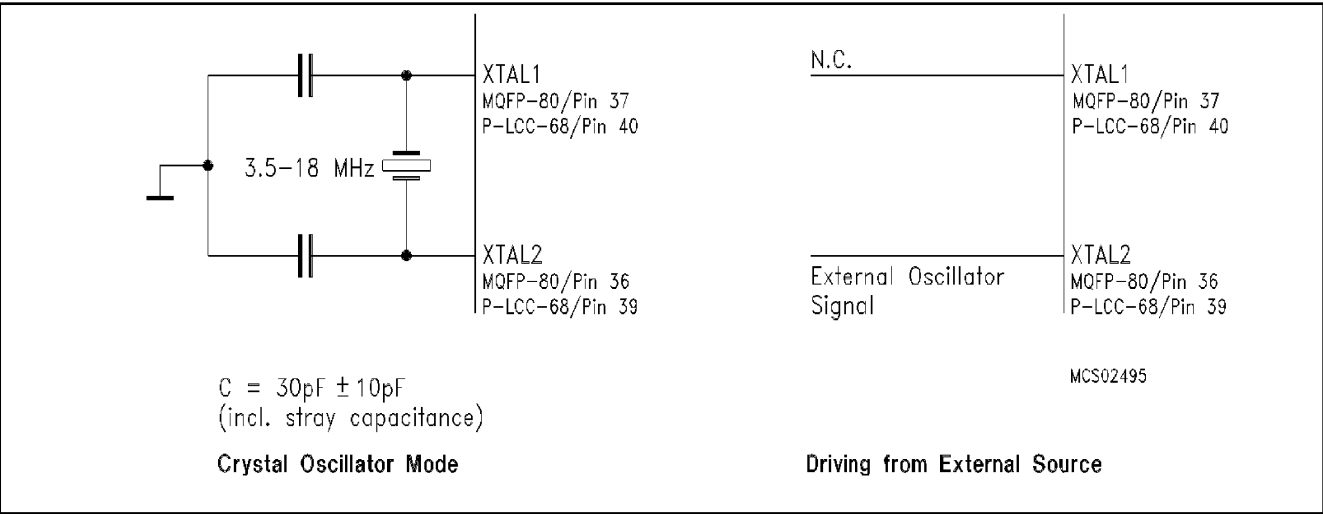 XTAL1
MQFP-80/Pin 37
P-LCC-68/Pin 40
3.5-18 MHz
XTAL2
MQFP-80/Pin 36
P-LCC-68/Pin 39
C = 30pF ± 10pF
(incl. stray capacitance)
Crystal Oscillator Mode
N.C.
XTAL1
MQFP-80/Pin 37
P-LCC-68/Pin 40
External Oscillator
Signal
XTAL2
MQFP-80/Pin 36
P-LCC-68/Pin 39
MCS02495
Driving from External Source